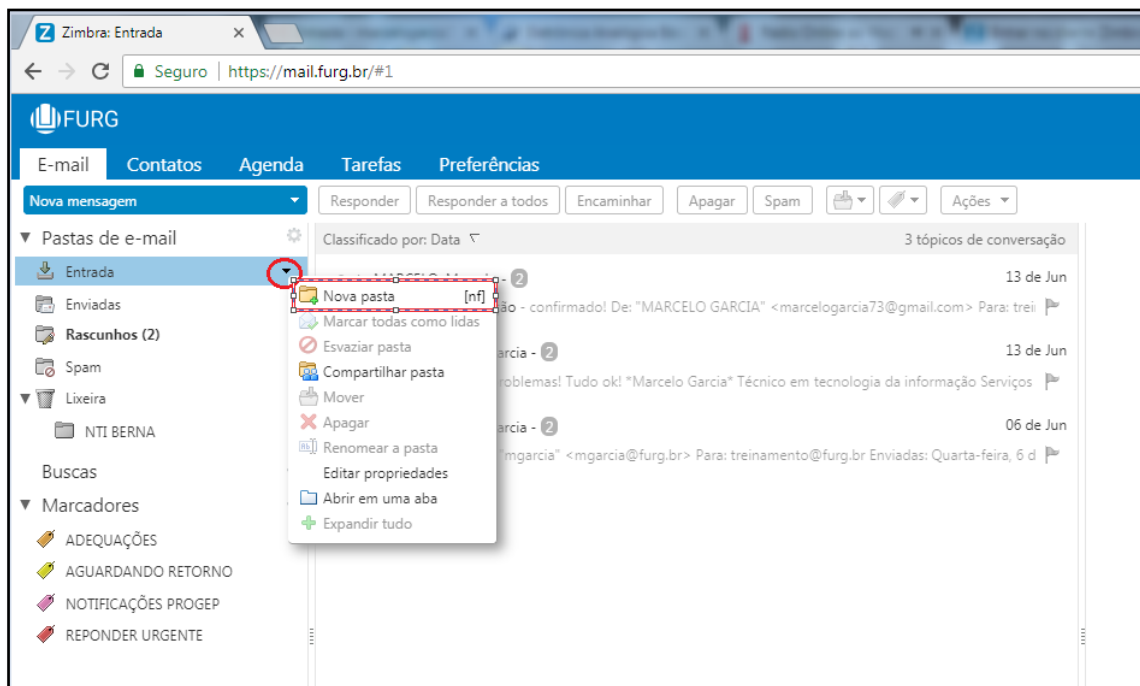 Zimbra: Entrada
Seguro https://mail.furg.br/#1
FURG
E-mail Contatos Agenda Tarefas Preferências
Nova mensagem Responder Responder a todos Encaminhar Apagar Spam Ações
Pastas de e-mail
Classificado por: Data 3 tópicos de conversação
Entrada
Enviadas
Rascunhos (2)
Spam
Lixeira
NTI BERNA
Buscas
Marcadores
ADEQUAÇÕES
AGUARDANDO RETORNO
NOTIFICAÇÕES PROGEP
REPONDER URGENTE
Nova pasta [nf]
Marcar todas como lidas
Esvaziar pasta
Compartilhar pasta
Mover
Apagar
Renomear a pasta
Editar propriedades
Abrir em uma aba
Expandir tudo
- 2 13 de Jun
ão - confirmado! De: "MARCELO GARCIA" <marcelogarcia73@gmail.com> Para: trei
arcia - 2 13 de Jun
roblemas! Tudo ok! *Marcelo Garcia* Técnico em tecnologia da informação Serviços
arcia - 2 06 de Jun
"mgarcia" <mgarcia@furg.br> Para: treinamento@furg.br Enviadas: Quarta-feira, 6 d